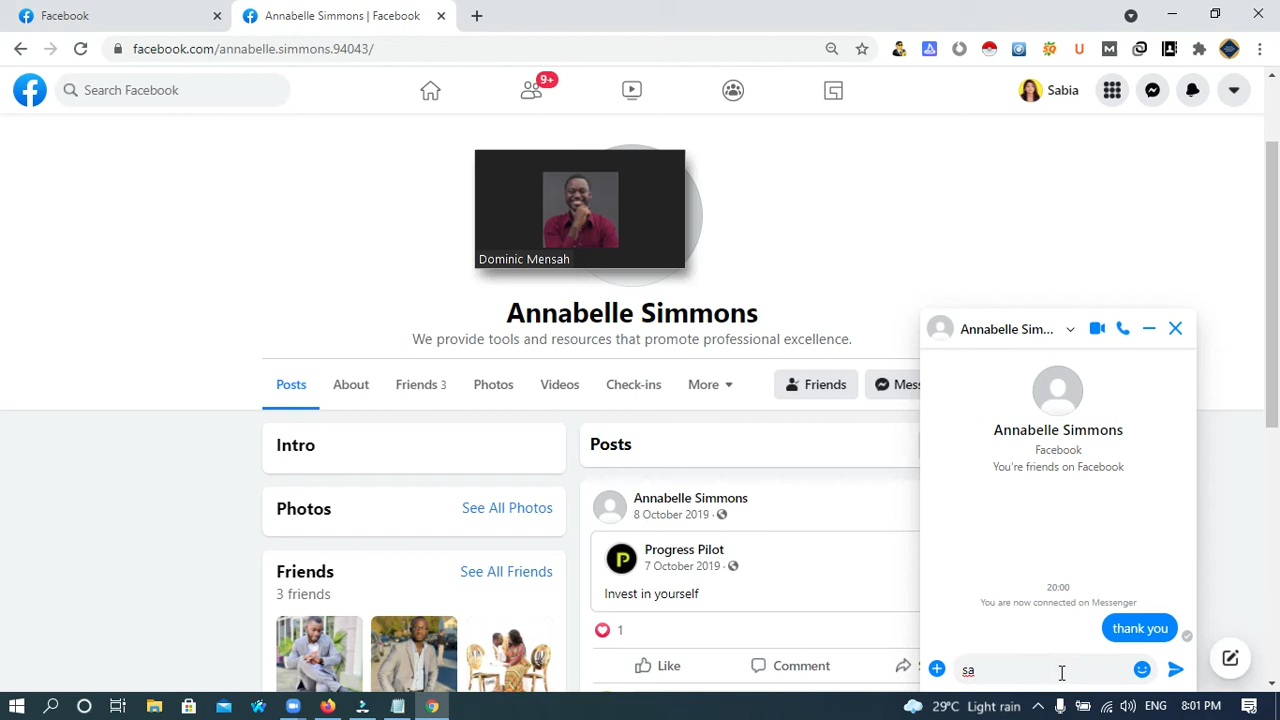 Facebook
Annabelle Simmons | Facebook
facebook.com/annabelle.simmons.94043/
Search Facebook
9+
Sabia
Dominic Mensah
Annabelle Simmons
We provide tools and resources that promote professional excellence.
Posts
About
Friends 3
Photos
Videos
Check-ins
More
Friends
Mess
Intro
Photos
See All Photos
Friends
See All Friends
3 friends
Posts
Annabelle Simmons
8 October 2019
Progress Pilot
7 October 2019
Invest in yourself
1
Like
Comment
Annabelle Sim...
Annabelle Simmons
Facebook
You're friends on Facebook
20:00
You are now connected on Messenger
thank you
sa
29°C Light rain
ENG
8:01 PM